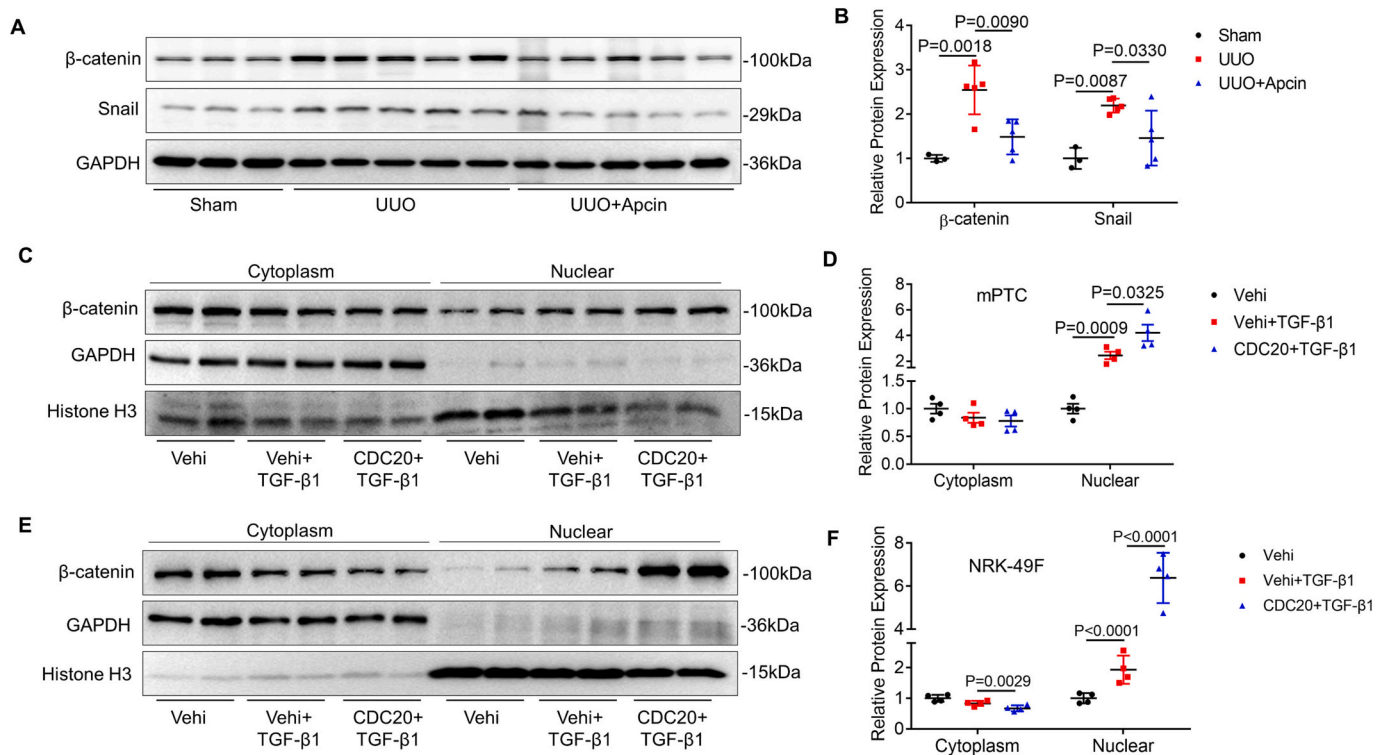 A
β-catenin
-100kDa
Snail
-29kDa
GAPDH
-36kDa
Sham
UUO
UUO+Apcin
B
Relative Protein Expression
4
3
2
1
0
P=0.0090
P=0.0018
P=0.0330
P=0.0087
β-catenin
Snail
Sham
UUO
UUO+Apcin
C
Cytoplasm
Nuclear
β-catenin
-100kDa
GAPDH
-36kDa
Histone H3
-15kDa
Vehi
Vehi+
TGF-β1
CDC20+
TGF-β1
Vehi
Vehi+
TGF-β1
CDC20+
TGF-β1
D
Relative Protein Expression
mPTC
8
6
4
2
1.5
1.0
0.5
0.0
P=0.0325
P=0.0009
Cytoplasm
Nuclear
Vehi
Vehi+TGF-β1
CDC20+TGF-β1
E
Cytoplasm
Nuclear
β-catenin
-100kDa
GAPDH
-36kDa
Histone H3
-15kDa
Vehi
Vehi+
TGF-β1
CDC20+
TGF-β1
Vehi
Vehi+
TGF-β1
CDC20+
TGF-β1
F
Relative Protein Expression
NRK-49F
8
6
4
2
1
0
P<0.0001
P<0.0001
P=0.0029
Cytoplasm
Nuclear
Vehi
Vehi+TGF-β1
CDC20+TGF-β1